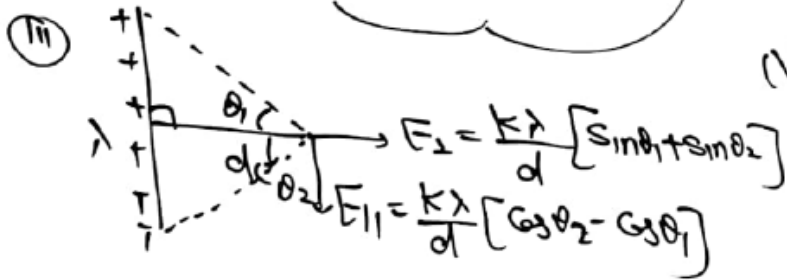 (iii)
+
+
+
+
+
+
λ
θ₁
d
θ₂
E⊥ = kλ/d [sinθ₁+sinθ₂]
E|| = kλ/d [cosθ₂ - cosθ₁]
(